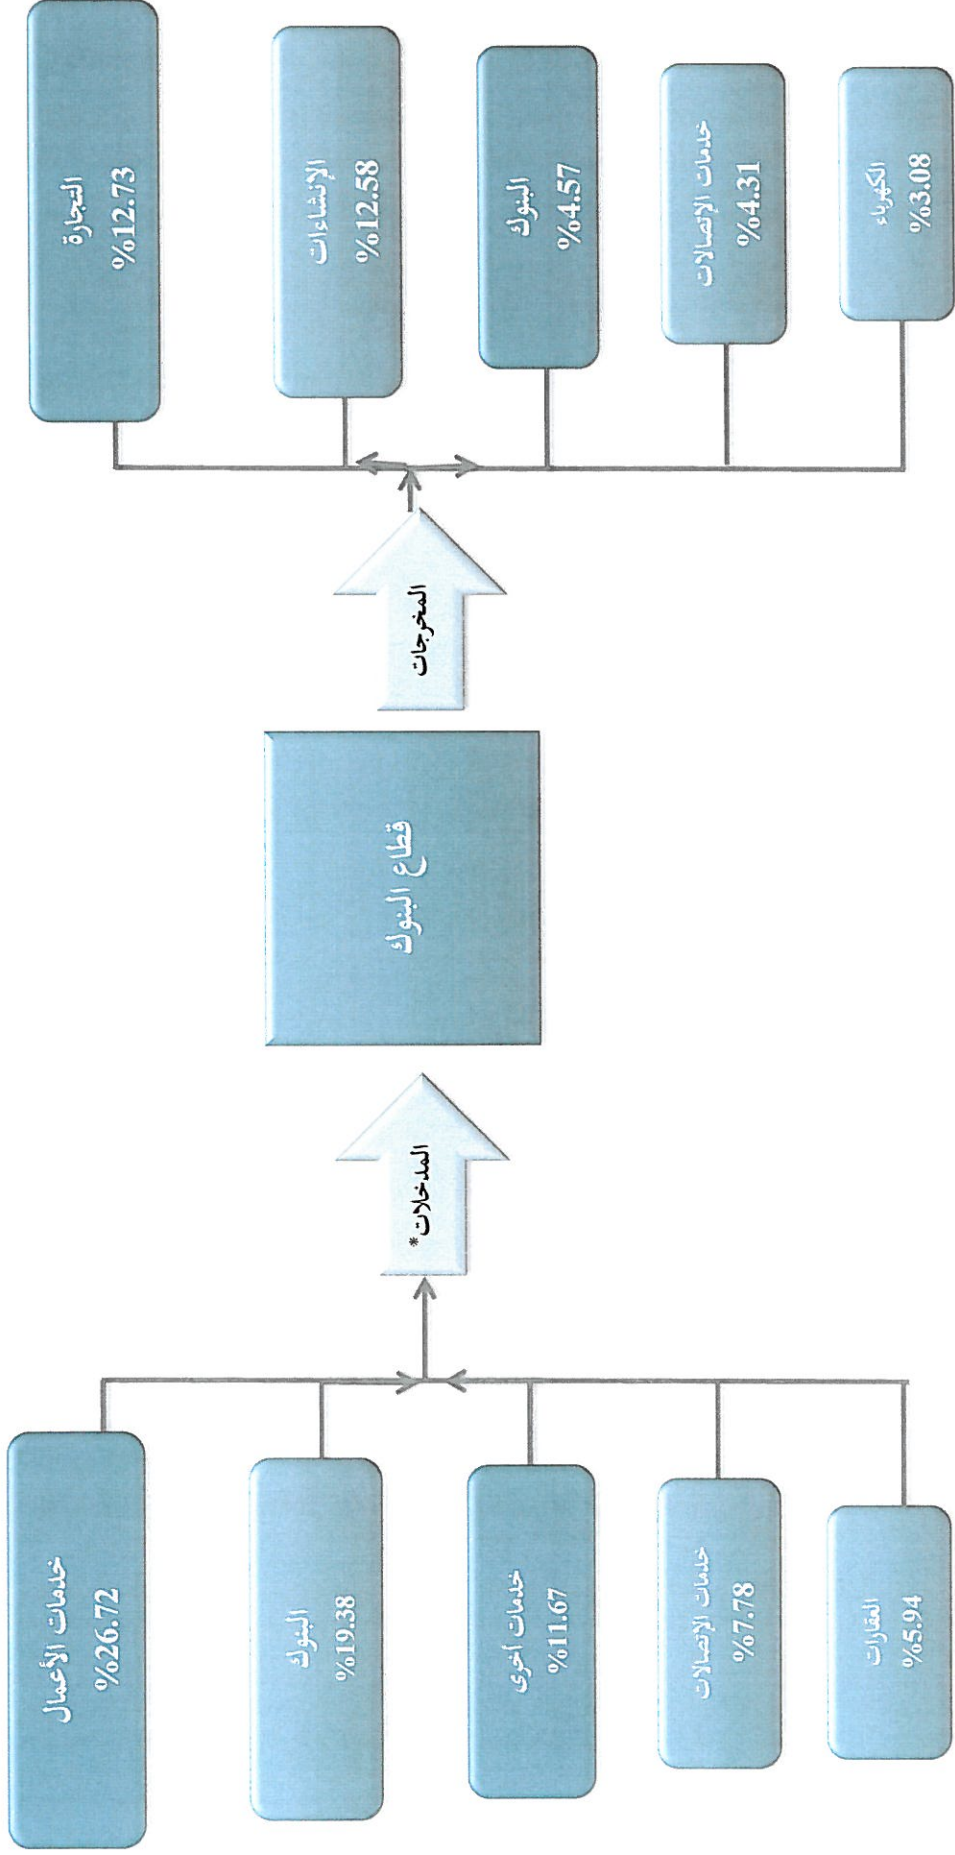 خدمات الأعمال
%26.72
البنوك
%19.38
خدمات أخرى
%11.67
خدمات الإتصالات
%7.78
العقارات
%5.94
المدخلات*
قطاع البنوك
المخرجات
التجارة
%12.73
الإنشاءات
%12.58
البنوك
%4.57
خدمات الإتصالات
%4.31
الكهرباء
%3.08